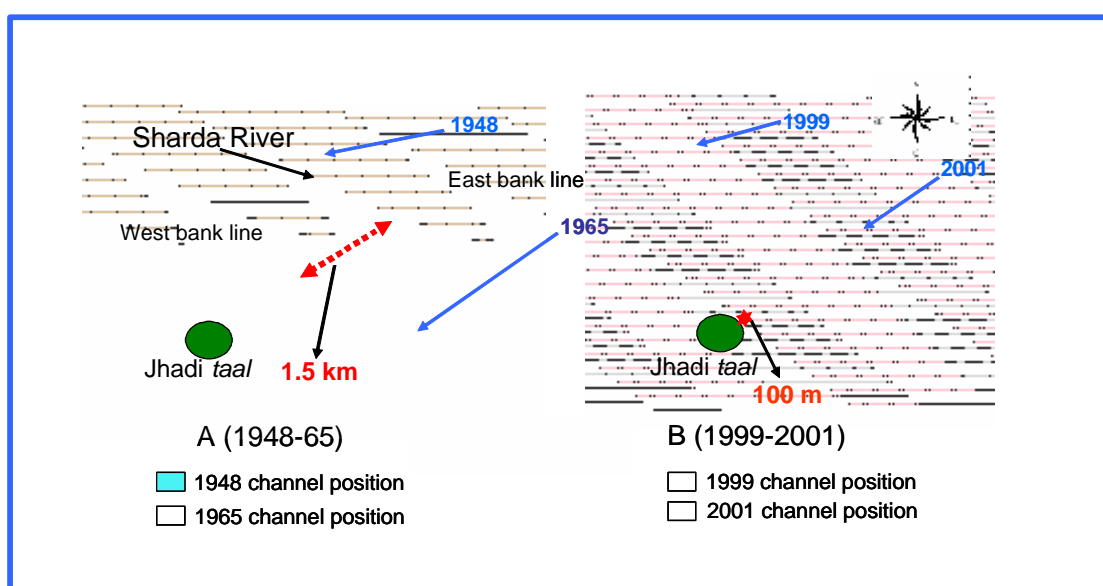 1948
Sharda River
East bank line
West bank line
1965
Jhadi taal
1.5 km
A (1948-65)
1948 channel position
1965 channel position
1999
2001
Jhadi taal
100 m
B (1999-2001)
1999 channel position
2001 channel position